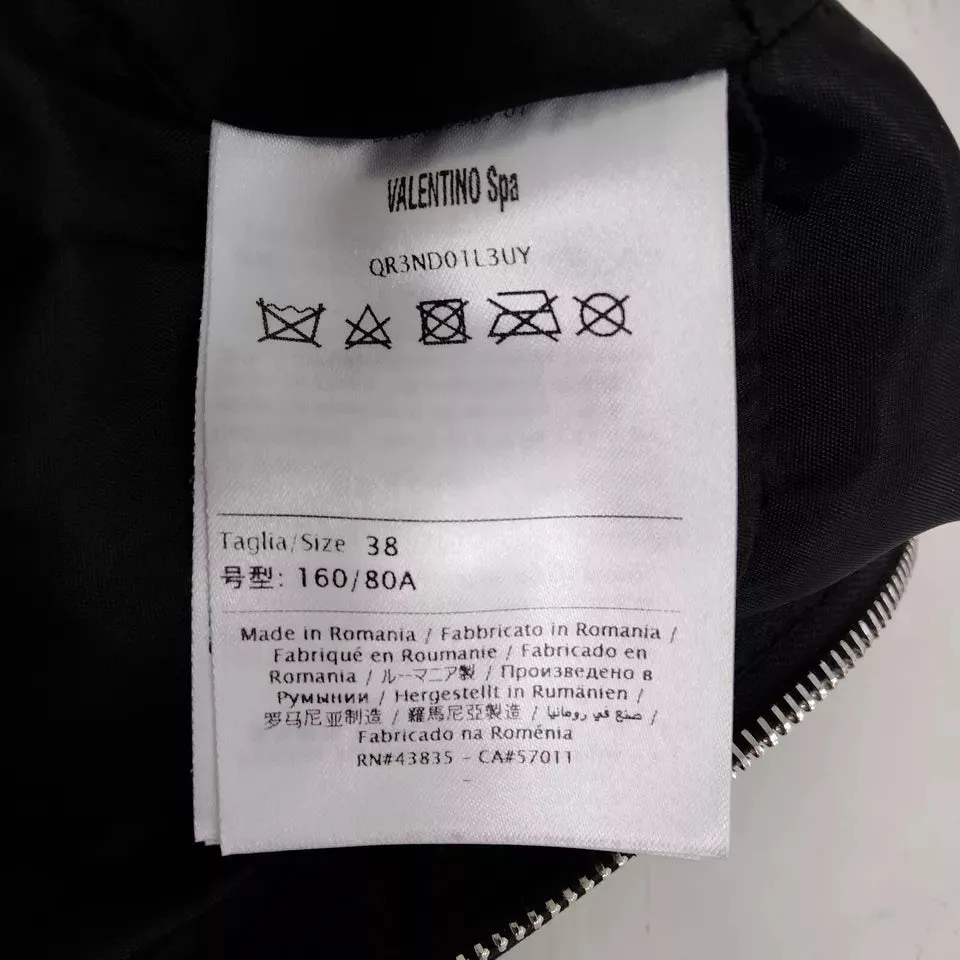 VALENTINO Spa
QR3ND01L3UY
Taglia/Size 38
号型: 160/80A
Made in Romania / Fabbricato in Romania /
Fabriqué en Roumanie / Fabricado en
Romania / ルーマニア製 / Произведено в
Румынии / Hergestellt in Rumänien /
罗马尼亚制造 / 羅馬尼亞製造 / صنع في رومانيا /
Fabricado na Roménia
RN#43835 - CA#57011